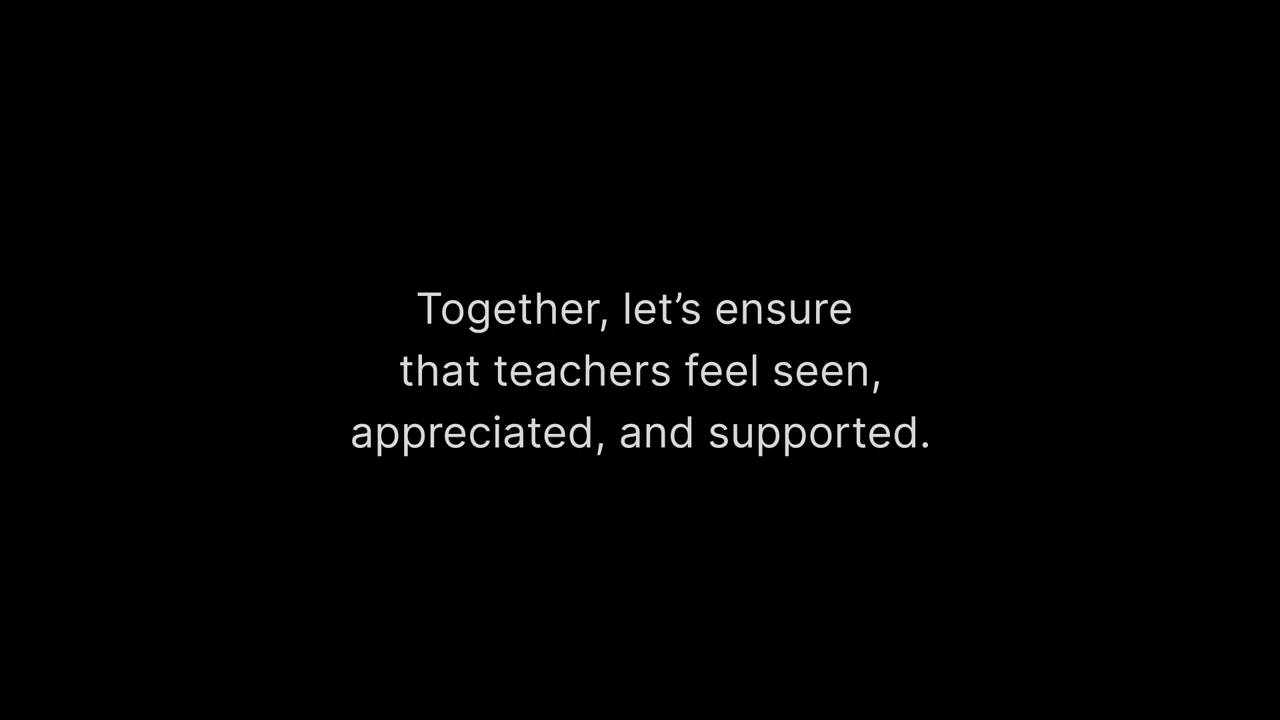 Together, let’s ensure
that teachers feel seen,
appreciated, and supported.